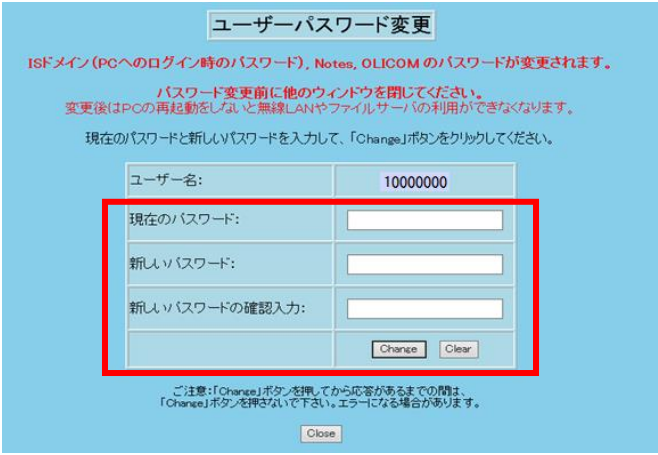 ユーザーパスワード変更
ISドメイン(PCへのログイン時のパスワード), Notes, OLICOM のパスワードが変更されます。
パスワード変更前に他のウィンドウを閉じてください。
変更後はPCの再起動をしないと無線LANやファイルサーバの利用ができなくなります。
現在のパスワードと新しいパスワードを入力して、「Change」ボタンをクリックしてください。
ユーザー名: 10000000
現在のパスワード:
新しいパスワード:
新しいパスワードの確認入力:
Change Clear
ご注意:「Change」ボタンを押してから応答があるまでの間は、
「Change」ボタンを押さないで下さい。エラーになる場合があります。
Close